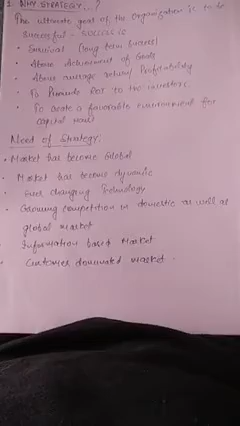 1. WHY STRATEGY...?
The ultimate goal of the Organization is to be
Successful - SUCCESS is
• Survival (long term success)
• Above Achievement of Goals
• Above average return/Profitability
• To Provide ROI to the investors.
• To create a favorable environment for
capital
Need of Strategy:
• Market has become Global
• Market has become dynamic
• Ever changing Technology
• Growing competition in domestic as well as
global market
• Information based Market
• Customer dominated market.